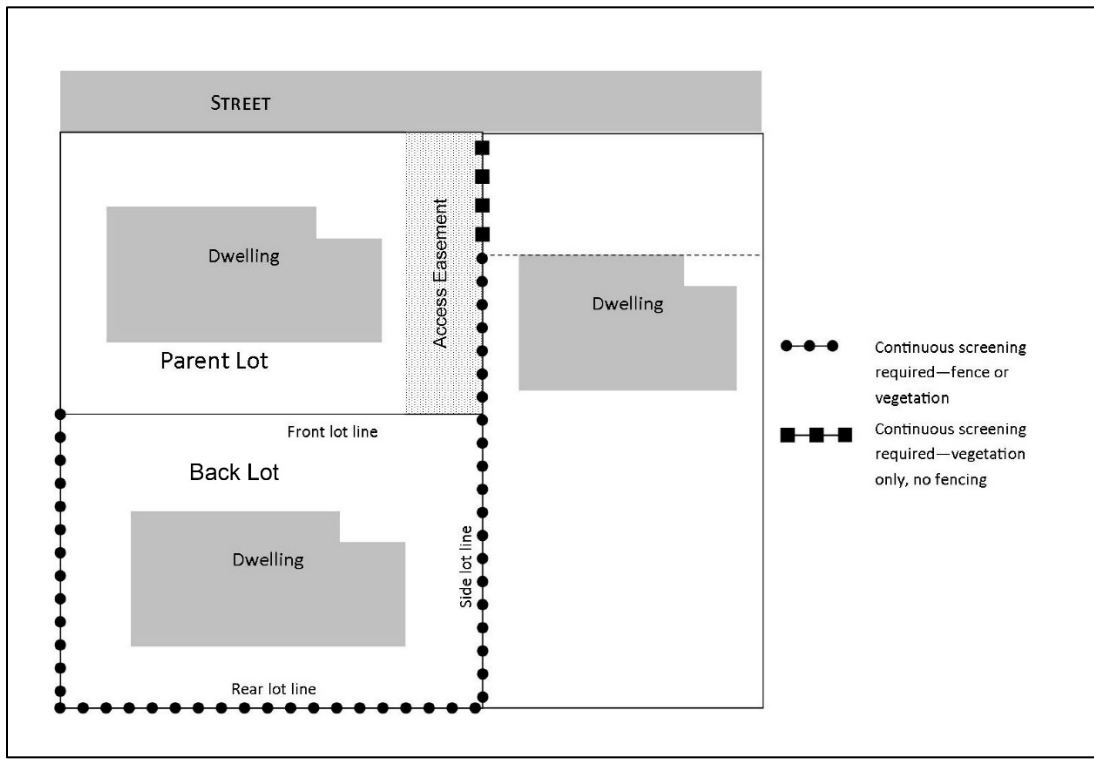 STREET
Dwelling
Access Easement
Dwelling
Parent Lot
Front lot line
Back Lot
Dwelling
Side lot line
Rear lot line
Continuous screening
required—fence or
vegetation
Continuous screening
required—vegetation
only, no fencing